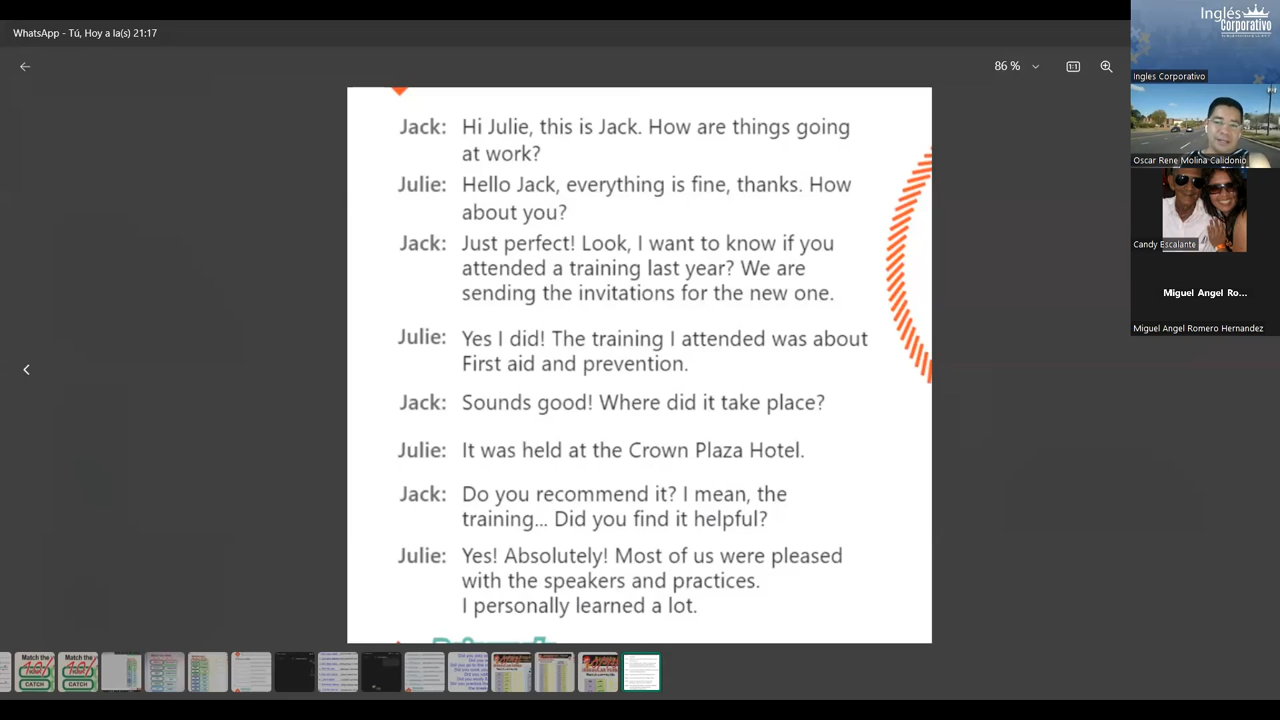 WhatsApp - Tú, Hoy a la(s) 21:17
86 %
1:1
Jack: Hi Julie, this is Jack. How are things going
at work?
Julie: Hello Jack, everything is fine, thanks. How
about you?
Jack: Just perfect! Look, I want to know if you
attended a training last year? We are
sending the invitations for the new one.
Julie: Yes I did! The training I attended was about
First aid and prevention.
Jack: Sounds good! Where did it take place?
Julie: It was held at the Crown Plaza Hotel.
Jack: Do you recommend it? I mean, the
training... Did you find it helpful?
Julie: Yes! Absolutely! Most of us were pleased
with the speakers and practices.
I personally learned a lot.
Inglés
Corporativo
Ingles Corporativo
Oscar Rene Molina Calidonio
Candy Escalante
Miguel Angel Ro...
Miguel Angel Romero Hernandez
Match the
CATCH
Match the
CATCH